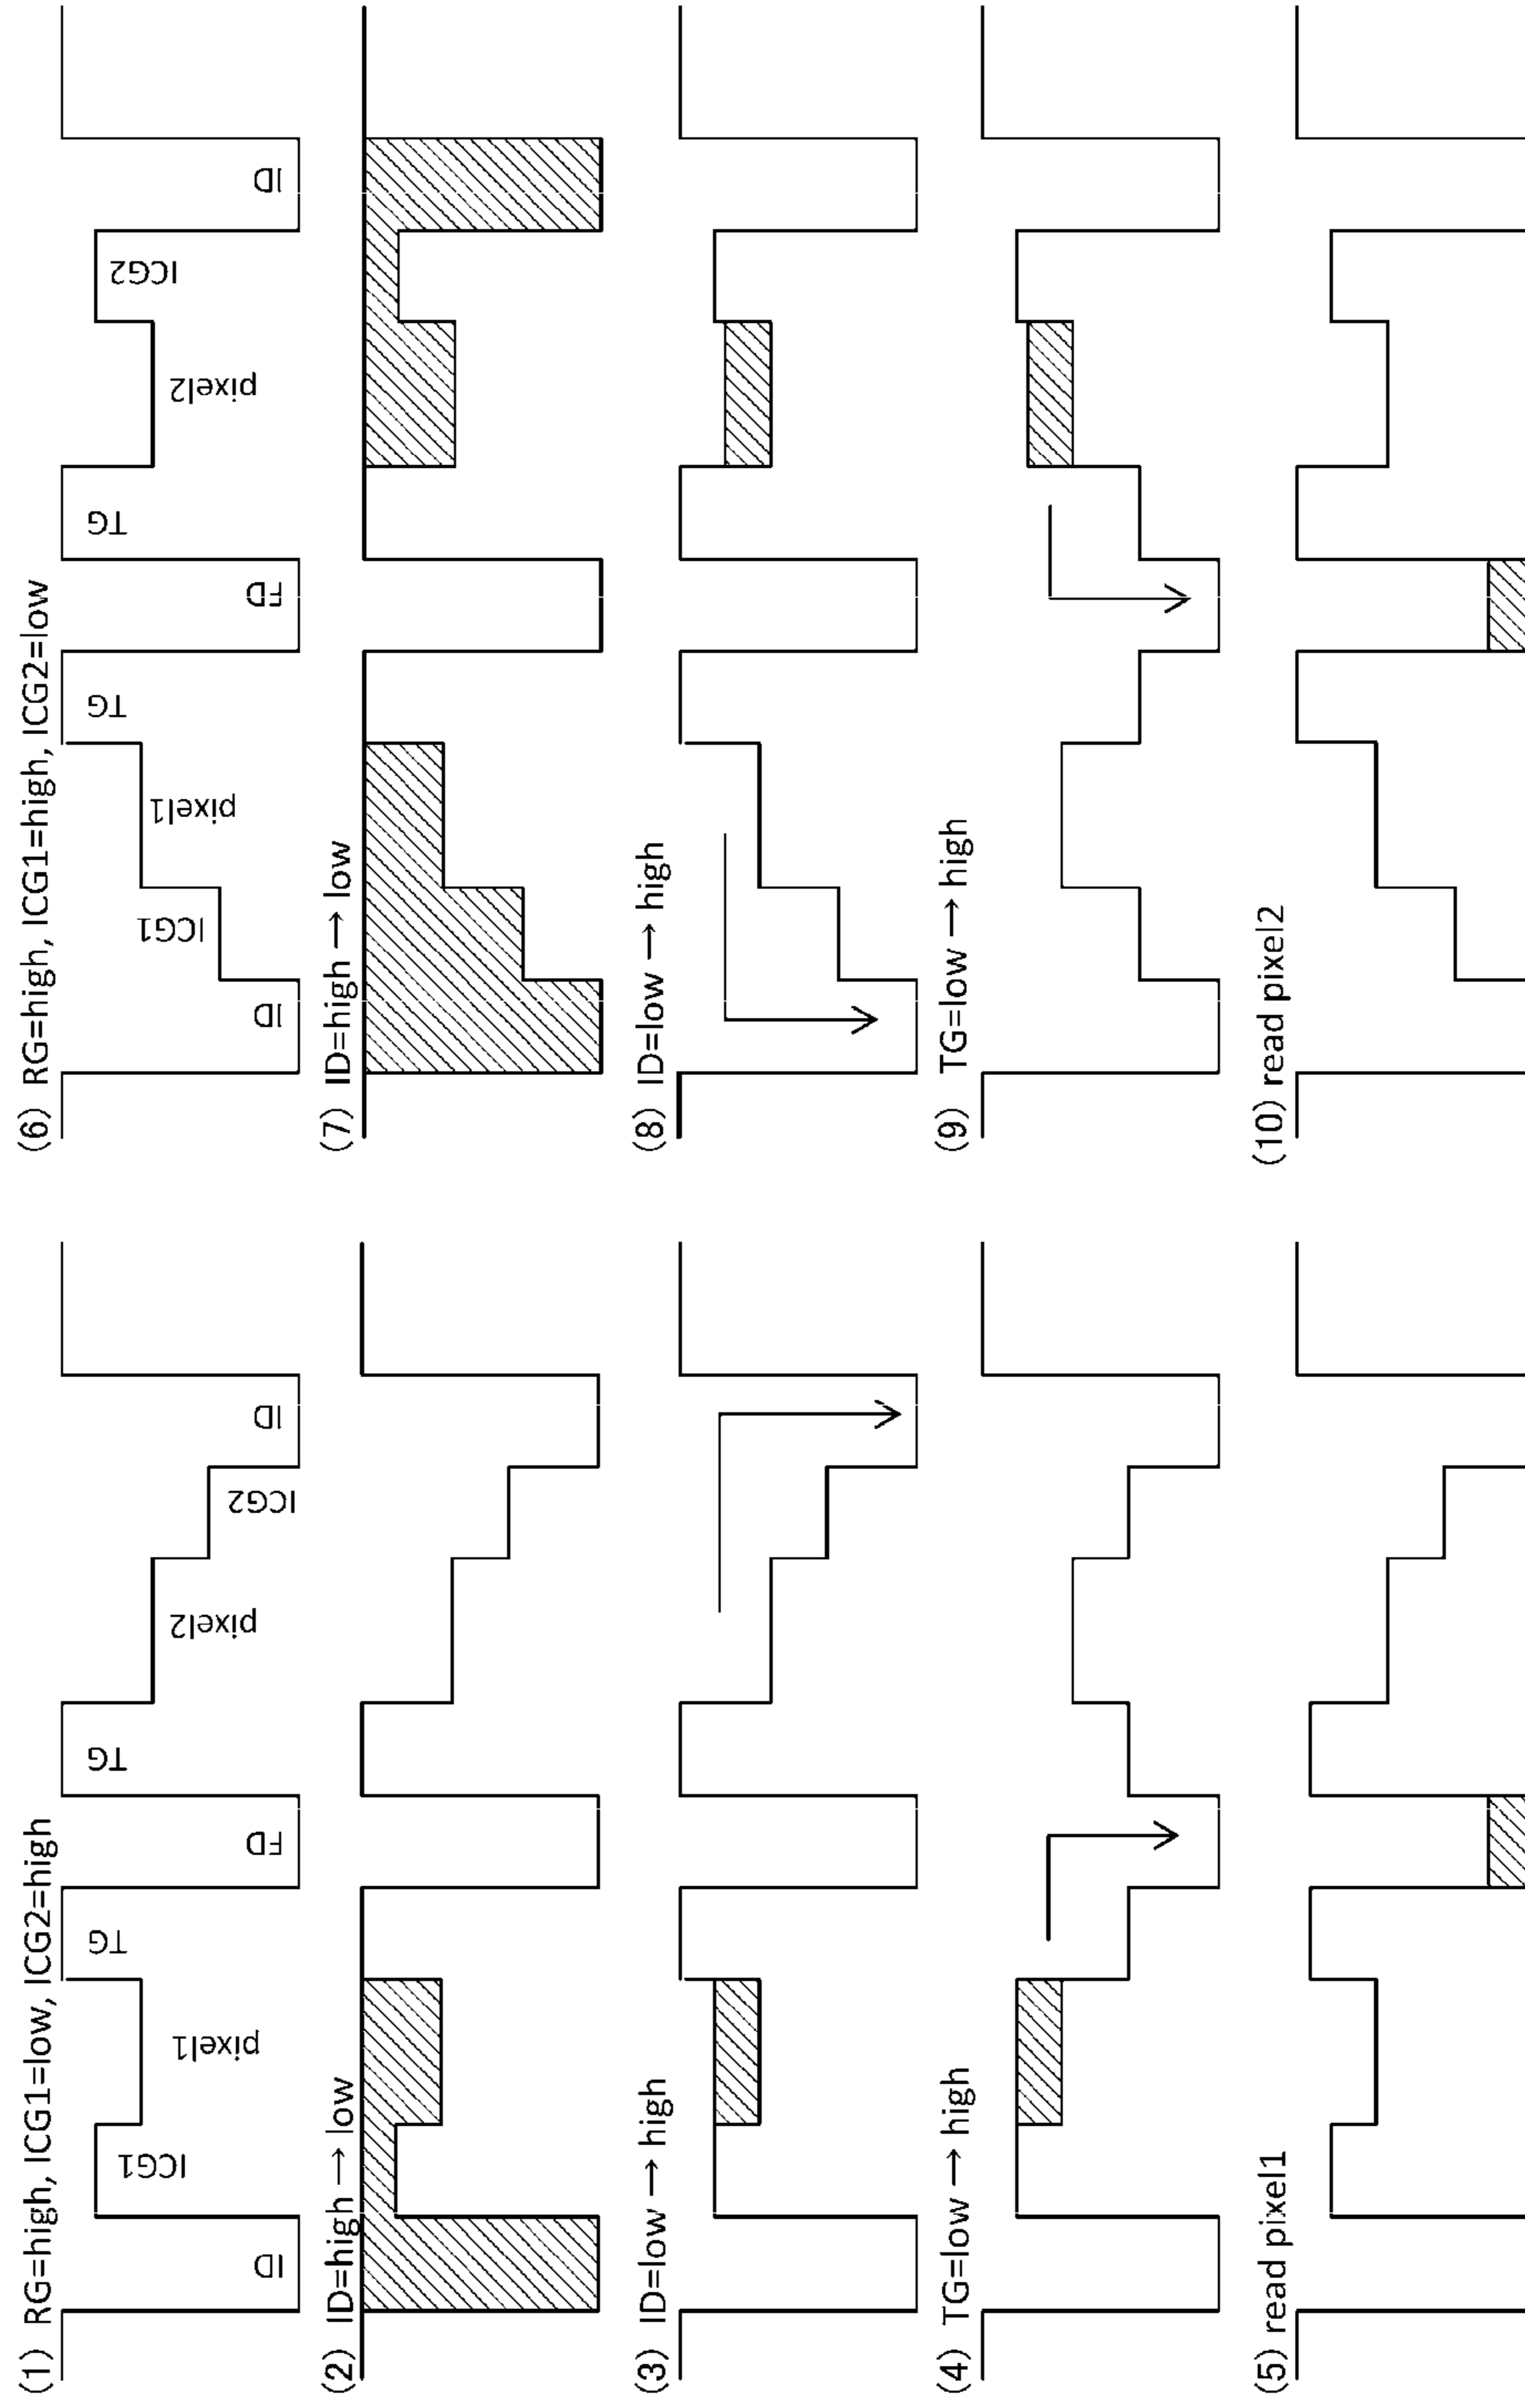 (1) RG=high, ICG1=low, ICG2=high
ID
ICG1
pixel1
TG
FD
TG
pixel2
ICG2
ID
(2) ID=high → low
(3) ID=low → high
(4) TG=low → high
(5) read pixel1
(6) RG=high, ICG1=high, ICG2=low
ID
ICG1
pixel1
TG
FD
TG
pixel2
ICG2
ID
(7) ID=high → low
(8) ID=low → high
(9) TG=low → high
(10) read pixel2